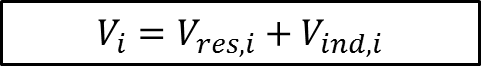 V_i = V_{res,i} + V_{ind,i}